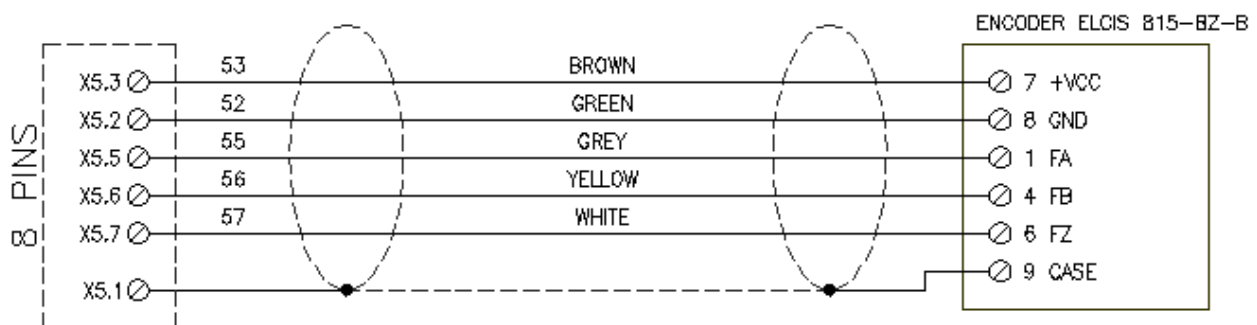 ENCODER ELCIS 815-BZ-B
8 PINS
X5.3 53 BROWN 7 +VCC
X5.2 52 GREEN 8 GND
X5.5 55 GREY 1 FA
X5.6 56 YELLOW 4 FB
X5.7 57 WHITE 6 FZ
X5.1 9 CASE